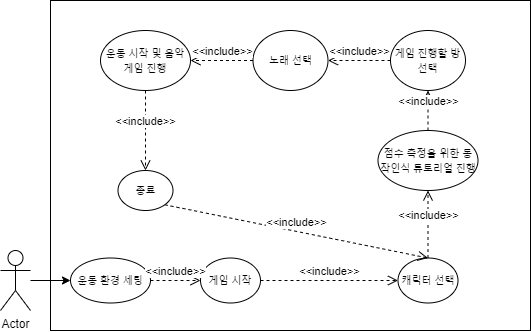 운동 시작 및 음악
게임 진행
<<include>>
노래 선택
<<include>>
게임 진행할 방
선택
<<include>>
<<include>>
점수 측정을 위한 동
작인식 튜토리얼 진행
종료
<<include>>
<<include>>
운동 환경 세팅
<<include>>
게임 시작
<<include>>
캐릭터 선택
Actor